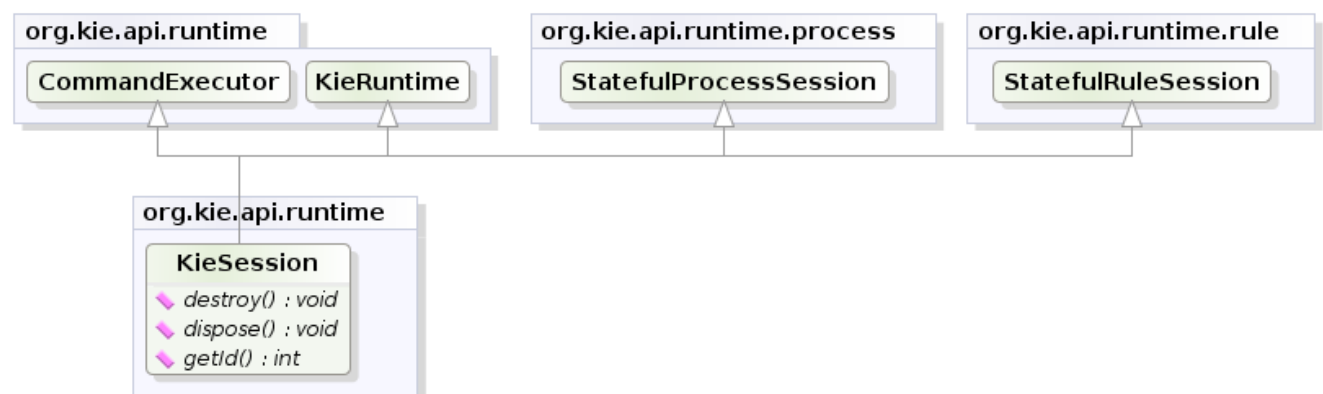 org.kie.api.runtime
CommandExecutor
KieRuntime
org.kie.api.runtime.process
StatefulProcessSession
org.kie.api.runtime.rule
StatefulRuleSession
org.kie.api.runtime
KieSession
destroy() : void
dispose() : void
getId() : int